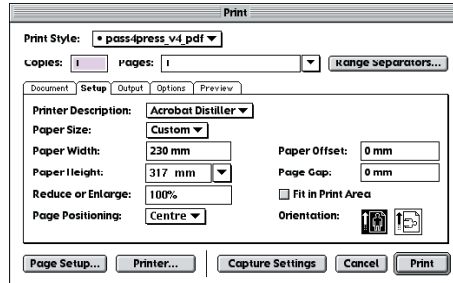 Print
Print Style: • pass4press_v4_pdf
Copies: 1 Pages: 1 Range Separators...
Document Setup Output Options Preview
Printer Description: Acrobat Distiller
Paper Size: Custom
Paper Width: 230 mm Paper Offset: 0 mm
Paper Height: 317 mm Page Gap: 0 mm
Reduce or Enlarge: 100% Fit in Print Area
Page Positioning: Centre Orientation:
Page Setup... Printer... Capture Settings Cancel Print